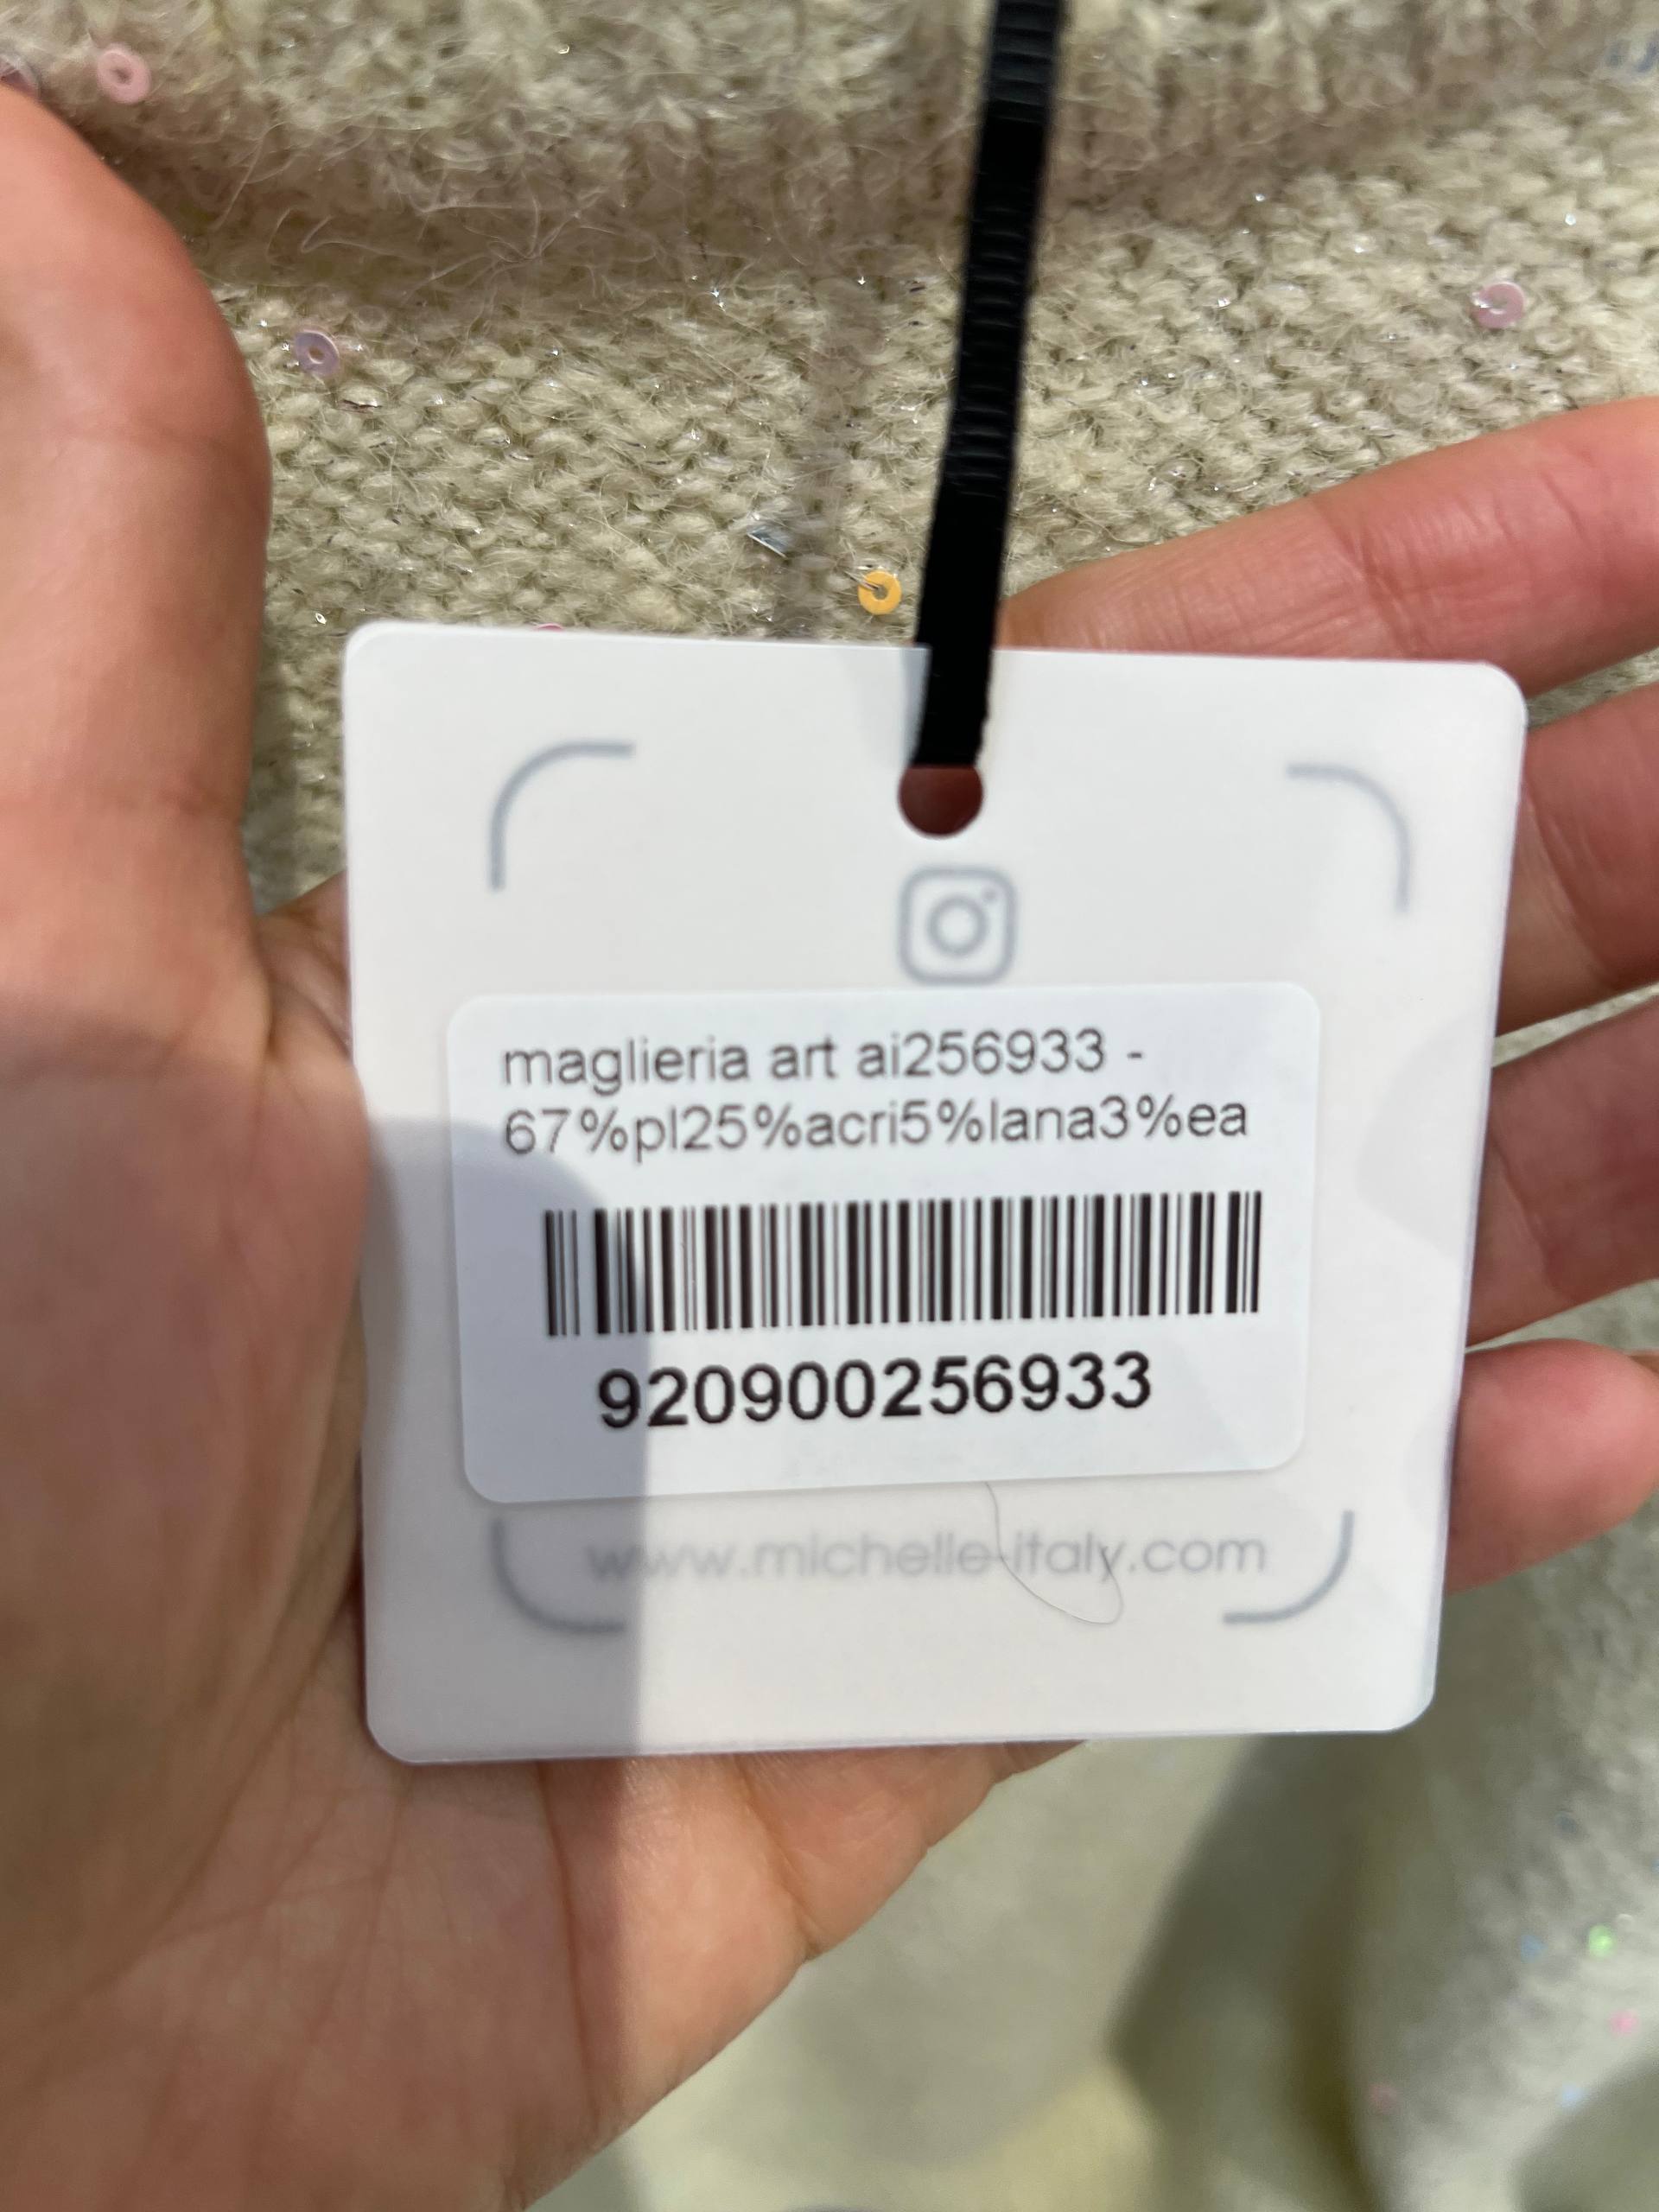 maglieria art ai256933 -
67%pl25%acri5%lana3%ea
920900256933
www.michelle-italy.com